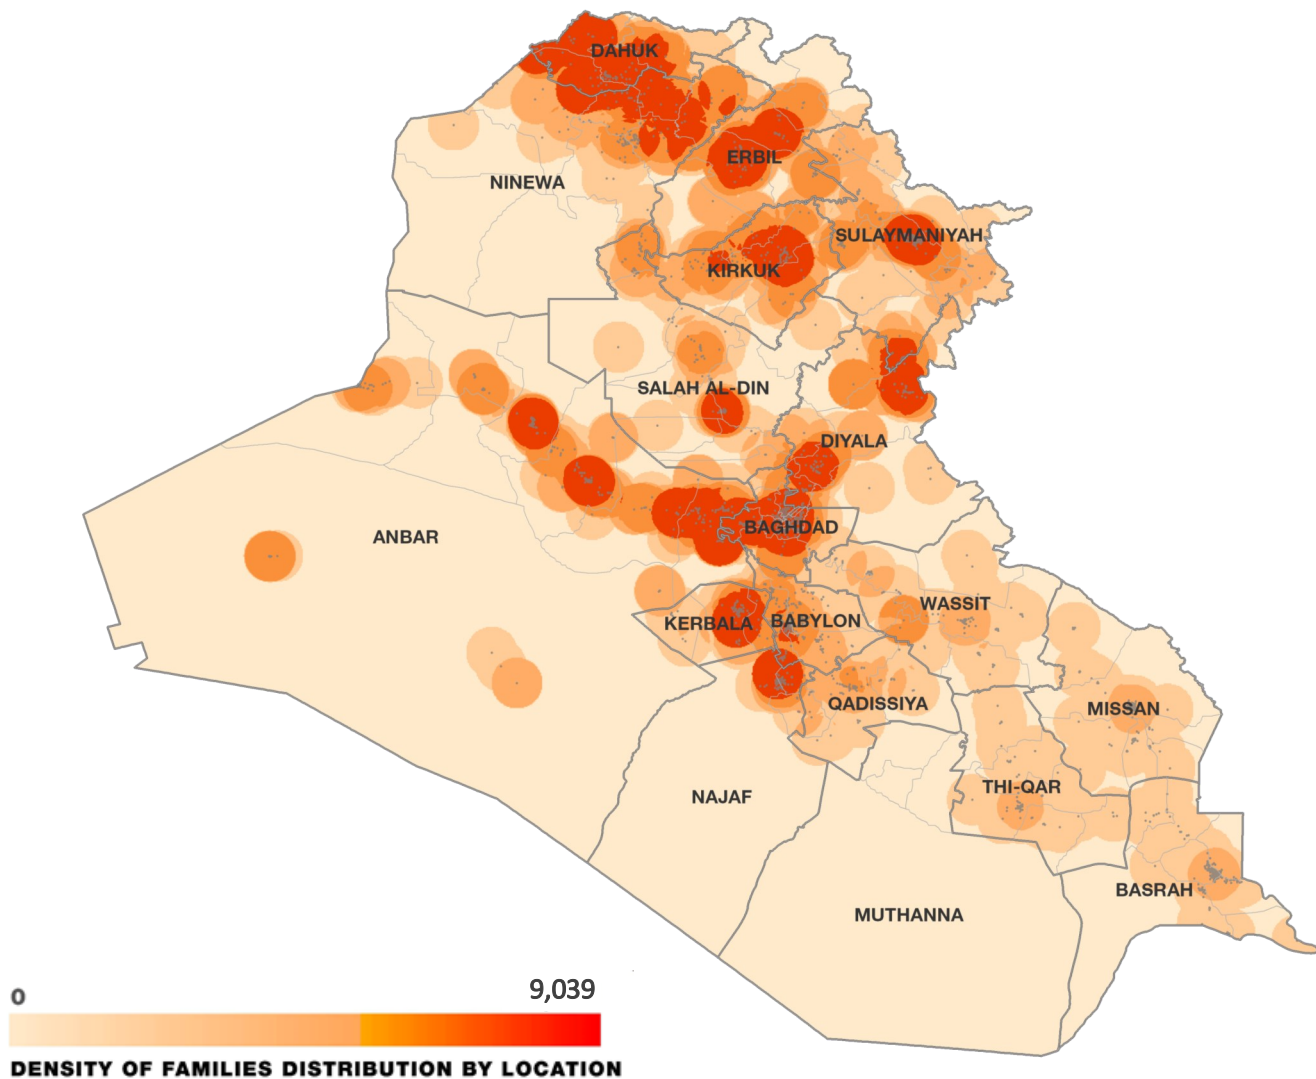 DAHUK
ERBIL
NINEWA
SULAYMANIYAH
KIRKUK
SALAH AL-DIN
DIYALA
BAGHDAD
ANBAR
WASSIT
KERBALA
BABYLON
QADISSIYA
MISSAN
THI-QAR
NAJAF
BASRAH
MUTHANNA
0
9,039
DENSITY OF FAMILIES DISTRIBUTION BY LOCATION